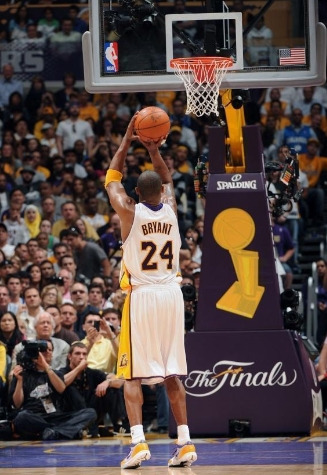 SPALDING
BRYANT
24
The Finals